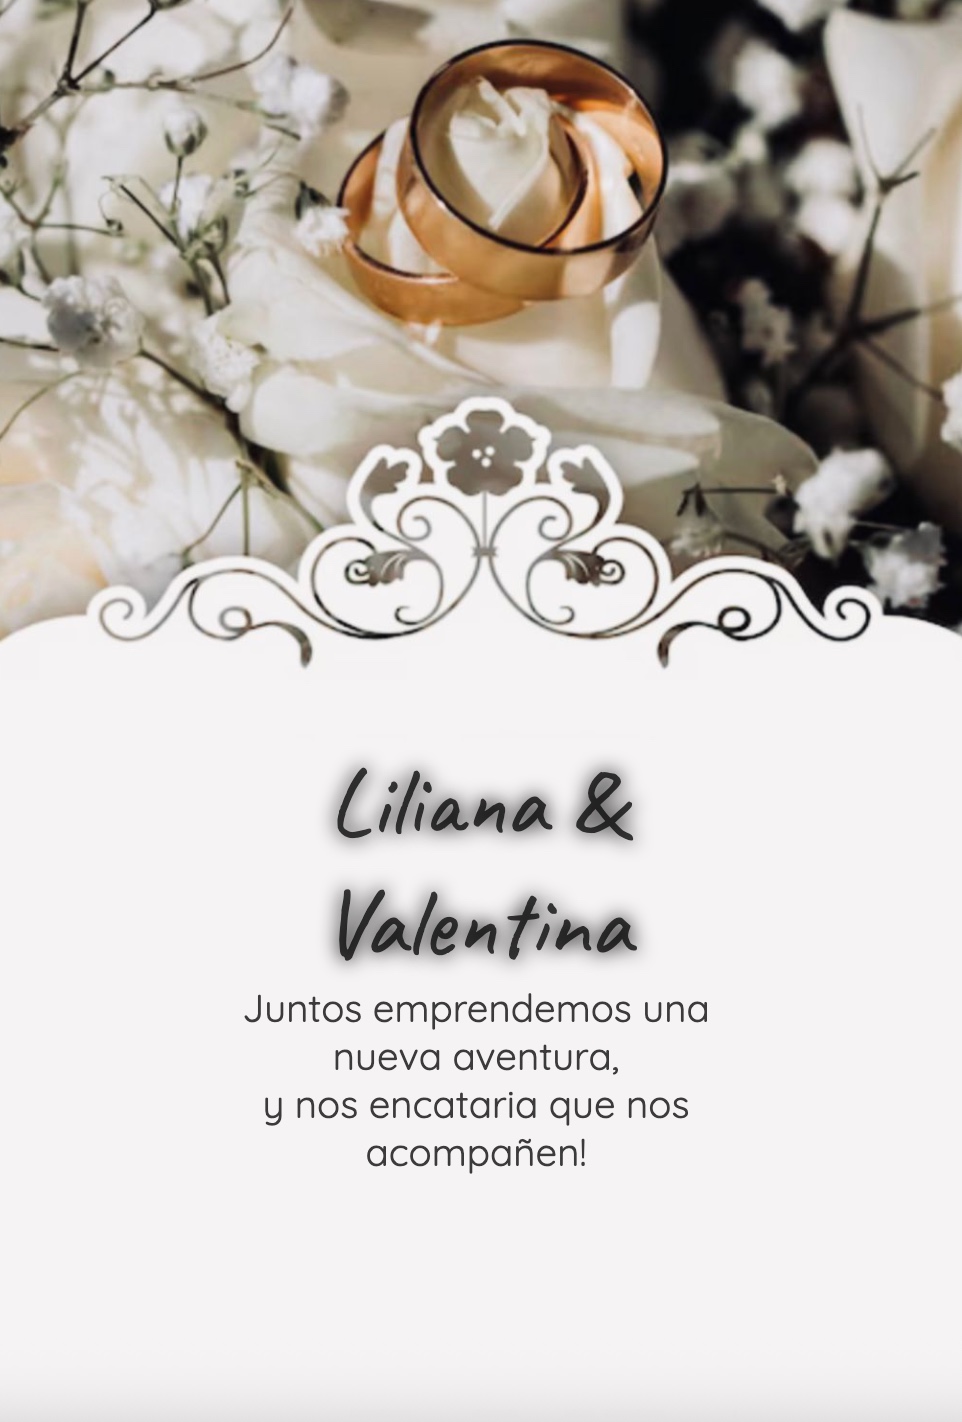 Liliana &
Valentina
Juntos emprendemos una
nueva aventura,
y nos encataria que nos
acompañen!